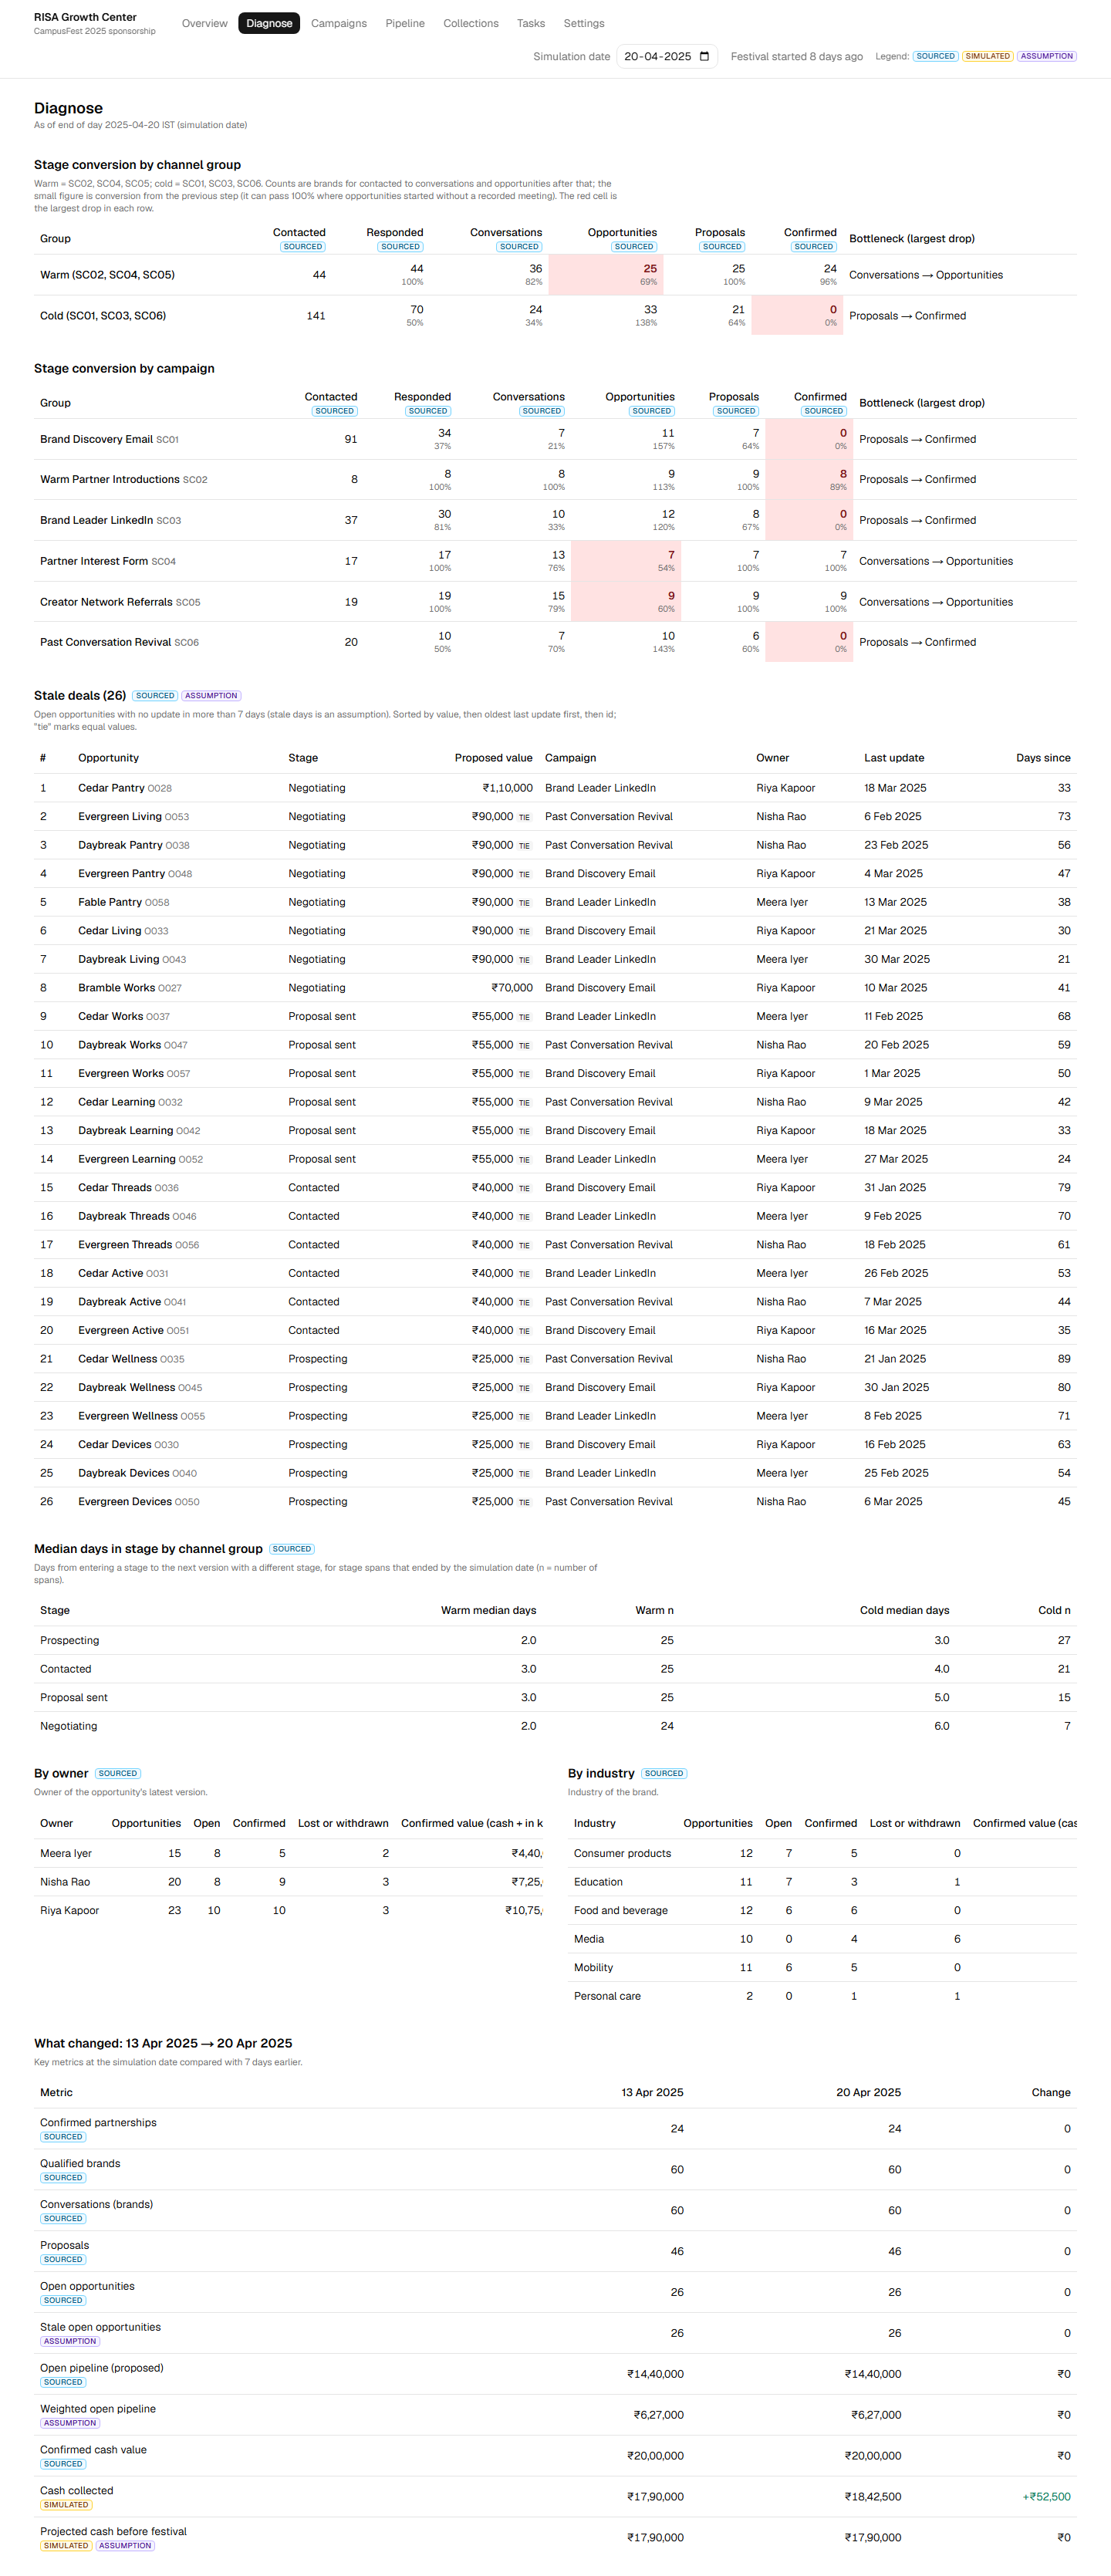 RISA Growth Center
CampusFest 2025 sponsorship
Overview Diagnose Campaigns Pipeline Collections Tasks Settings
Simulation date 20-04-2025 Festival started 8 days ago Legend: SOURCED SIMULATED ASSUMPTION
Diagnose
As of end of day 2025-04-20 IST (simulation date)
Stage conversion by channel group
Warm = SC02, SC04, SC05; cold = SC01, SC03, SC06. Counts are brands for contacted to conversations and opportunities after that; the
small figure is conversion from the previous step (it can pass 100% where opportunities started without a recorded meeting). The red cell is
the largest drop in each row.
Group Contacted Responded Conversations Opportunities Proposals Confirmed Bottleneck (largest drop)
SOURCED SOURCED SOURCED SOURCED SOURCED SOURCED
Warm (SC02, SC04, SC05) 44 44 36 25 25 24 Conversations → Opportunities
100% 82% 69% 100% 96%
Cold (SC01, SC03, SC06) 141 70 24 33 21 0 Proposals → Confirmed
50% 34% 138% 64% 0%
Stage conversion by campaign
Group Contacted Responded Conversations Opportunities Proposals Confirmed Bottleneck (largest drop)
SOURCED SOURCED SOURCED SOURCED SOURCED SOURCED
Brand Discovery Email SC01 91 34 7 11 7 0 Proposals → Confirmed
37% 21% 157% 64% 0%
Warm Partner Introductions SC02 8 8 8 9 9 8 Proposals → Confirmed
100% 100% 113% 100% 89%
Brand Leader LinkedIn SC03 37 30 10 12 8 0 Proposals → Confirmed
81% 33% 120% 67% 0%
Partner Interest Form SC04 17 17 13 7 7 7 Conversations → Opportunities
100% 76% 54% 100% 100%
Creator Network Referrals SC05 19 19 15 9 9 9 Conversations → Opportunities
100% 79% 60% 100% 100%
Past Conversation Revival SC06 20 10 7 10 6 0 Proposals → Confirmed
50% 70% 143% 60% 0%
Stale deals (26) SOURCED ASSUMPTION
Open opportunities with no update in more than 7 days (stale days is an assumption). Sorted by value, then oldest last update first, then id;
"tie" marks equal values.
# Opportunity Stage Proposed value Campaign Owner Last update Days since
1 Cedar Pantry O028 Negotiating ₹1,10,000 Brand Leader LinkedIn Riya Kapoor 18 Mar 2025 33
2 Evergreen Living O053 Negotiating ₹90,000 TIE Past Conversation Revival Nisha Rao 6 Feb 2025 73
3 Daybreak Pantry O038 Negotiating ₹90,000 TIE Past Conversation Revival Nisha Rao 23 Feb 2025 56
4 Evergreen Pantry O048 Negotiating ₹90,000 TIE Brand Discovery Email Riya Kapoor 4 Mar 2025 47
5 Fable Pantry O058 Negotiating ₹90,000 TIE Brand Leader LinkedIn Meera Iyer 13 Mar 2025 38
6 Cedar Living O033 Negotiating ₹90,000 TIE Brand Discovery Email Riya Kapoor 21 Mar 2025 30
7 Daybreak Living O043 Negotiating ₹90,000 TIE Brand Leader LinkedIn Meera Iyer 30 Mar 2025 21
8 Bramble Works O027 Negotiating ₹70,000 Brand Discovery Email Riya Kapoor 10 Mar 2025 41
9 Cedar Works O037 Proposal sent ₹55,000 TIE Brand Leader LinkedIn Meera Iyer 11 Feb 2025 68
10 Daybreak Works O047 Proposal sent ₹55,000 TIE Past Conversation Revival Nisha Rao 20 Feb 2025 59
11 Evergreen Works O057 Proposal sent ₹55,000 TIE Brand Discovery Email Riya Kapoor 1 Mar 2025 50
12 Cedar Learning O032 Proposal sent ₹55,000 TIE Past Conversation Revival Nisha Rao 9 Mar 2025 42
13 Daybreak Learning O042 Proposal sent ₹55,000 TIE Brand Discovery Email Riya Kapoor 18 Mar 2025 33
14 Evergreen Learning O052 Proposal sent ₹55,000 TIE Brand Leader LinkedIn Meera Iyer 27 Mar 2025 24
15 Cedar Threads O036 Contacted ₹40,000 TIE Brand Discovery Email Riya Kapoor 31 Jan 2025 79
16 Daybreak Threads O046 Contacted ₹40,000 TIE Brand Leader LinkedIn Meera Iyer 9 Feb 2025 70
17 Evergreen Threads O056 Contacted ₹40,000 TIE Past Conversation Revival Nisha Rao 18 Feb 2025 61
18 Cedar Active O031 Contacted ₹40,000 TIE Brand Leader LinkedIn Meera Iyer 26 Feb 2025 53
19 Daybreak Active O041 Contacted ₹40,000 TIE Past Conversation Revival Nisha Rao 7 Mar 2025 44
20 Evergreen Active O051 Contacted ₹40,000 TIE Brand Discovery Email Riya Kapoor 16 Mar 2025 35
21 Cedar Wellness O035 Prospecting ₹25,000 TIE Past Conversation Revival Nisha Rao 21 Jan 2025 89
22 Daybreak Wellness O045 Prospecting ₹25,000 TIE Brand Discovery Email Riya Kapoor 30 Jan 2025 80
23 Evergreen Wellness O055 Prospecting ₹25,000 TIE Brand Leader LinkedIn Meera Iyer 8 Feb 2025 71
24 Cedar Devices O030 Prospecting ₹25,000 TIE Brand Discovery Email Riya Kapoor 16 Feb 2025 63
25 Daybreak Devices O040 Prospecting ₹25,000 TIE Brand Leader LinkedIn Meera Iyer 25 Feb 2025 54
26 Evergreen Devices O050 Prospecting ₹25,000 TIE Past Conversation Revival Nisha Rao 6 Mar 2025 45
Median days in stage by channel group SOURCED
Days from entering a stage to the next version with a different stage, for stage spans that ended by the simulation date (n = number of
spans).
Stage Warm median days Warm n Cold median days Cold n
Prospecting 2.0 25 3.0 27
Contacted 3.0 25 4.0 21
Proposal sent 3.0 25 5.0 15
Negotiating 2.0 24 6.0 7
By owner SOURCED
Owner of the opportunity's latest version.
Owner Opportunities Open Confirmed Lost or withdrawn Confirmed value (cash + in k
Meera Iyer 15 8 5 2 ₹4,40,
Nisha Rao 20 8 9 3 ₹7,25,
Riya Kapoor 23 10 10 3 ₹10,75,
By industry SOURCED
Industry of the brand.
Industry Opportunities Open Confirmed Lost or withdrawn Confirmed value (cas
Consumer products 12 7 5 0
Education 11 7 3 1
Food and beverage 12 6 6 0
Media 10 0 4 6
Mobility 11 6 5 0
Personal care 2 0 1 1
What changed: 13 Apr 2025 → 20 Apr 2025
Key metrics at the simulation date compared with 7 days earlier.
Metric 13 Apr 2025 20 Apr 2025 Change
Confirmed partnerships 24 24 0
SOURCED
Qualified brands 60 60 0
SOURCED
Conversations (brands) 60 60 0
SOURCED
Proposals 46 46 0
SOURCED
Open opportunities 26 26 0
SOURCED
Stale open opportunities 26 26 0
ASSUMPTION
Open pipeline (proposed) ₹14,40,000 ₹14,40,000 ₹0
SOURCED
Weighted open pipeline ₹6,27,000 ₹6,27,000 ₹0
ASSUMPTION
Confirmed cash value ₹20,00,000 ₹20,00,000 ₹0
SOURCED
Cash collected ₹17,90,000 ₹18,42,500 +₹52,500
SIMULATED
Projected cash before festival ₹17,90,000 ₹17,90,000 ₹0
SIMULATED ASSUMPTION